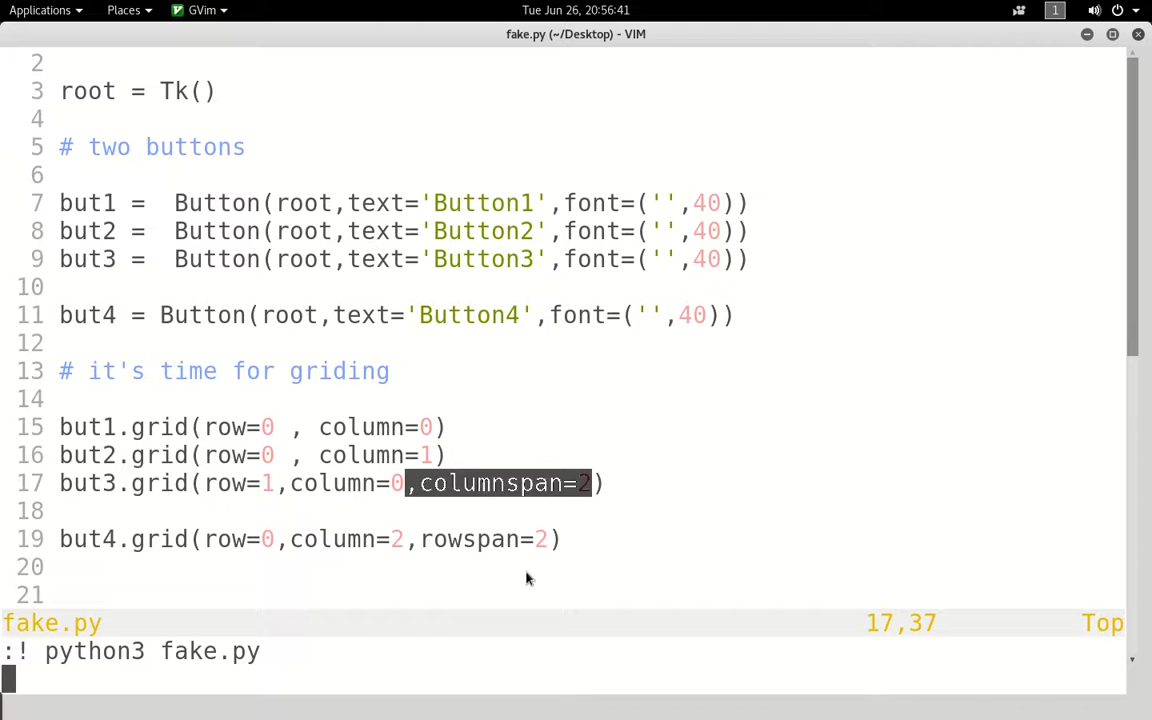 Applications Places GVim Tue Jun 26, 20:56:41 1
fake.py (~/Desktop) - VIM
2
3 root = Tk()
4
5 # two buttons
6
7 but1 =  Button(root,text='Button1',font=('',40))
8 but2 =  Button(root,text='Button2',font=('',40))
9 but3 =  Button(root,text='Button3',font=('',40))
10
11 but4 = Button(root,text='Button4',font=('',40))
12
13 # it's time for griding
14
15 but1.grid(row=0 , column=0)
16 but2.grid(row=0 , column=1)
17 but3.grid(row=1,column=0,columnspan=2)
18
19 but4.grid(row=0,column=2,rowspan=2)
20
21
fake.py 17,37 Top
:! python3 fake.py